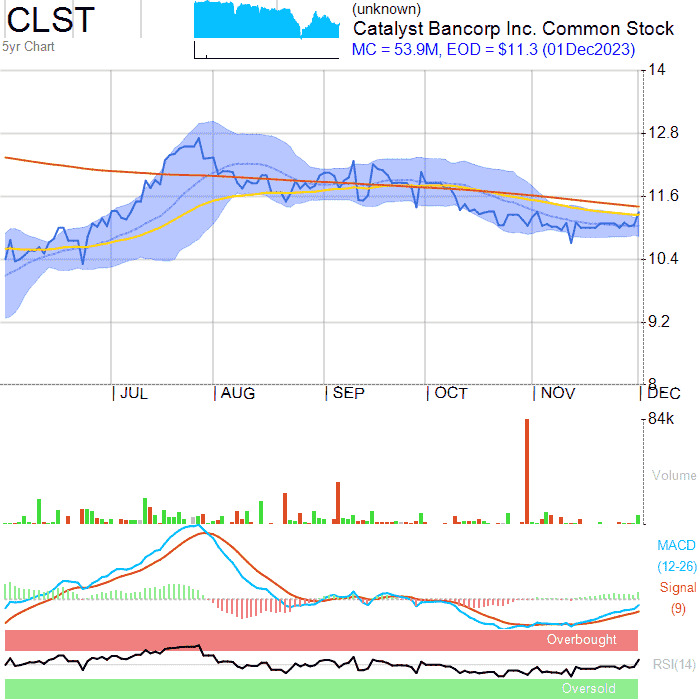 CLST
5yr Chart
(unknown)
Catalyst Bancorp Inc. Common Stock
MC = 53.9M, EOD = $11.3 (01Dec2023)
14
12.8
11.6
10.4
9.2
8
JUL AUG SEP OCT NOV DEC
84k
Volume
MACD
(12-26)
Signal
(9)
Overbought
RSI(14)
Oversold